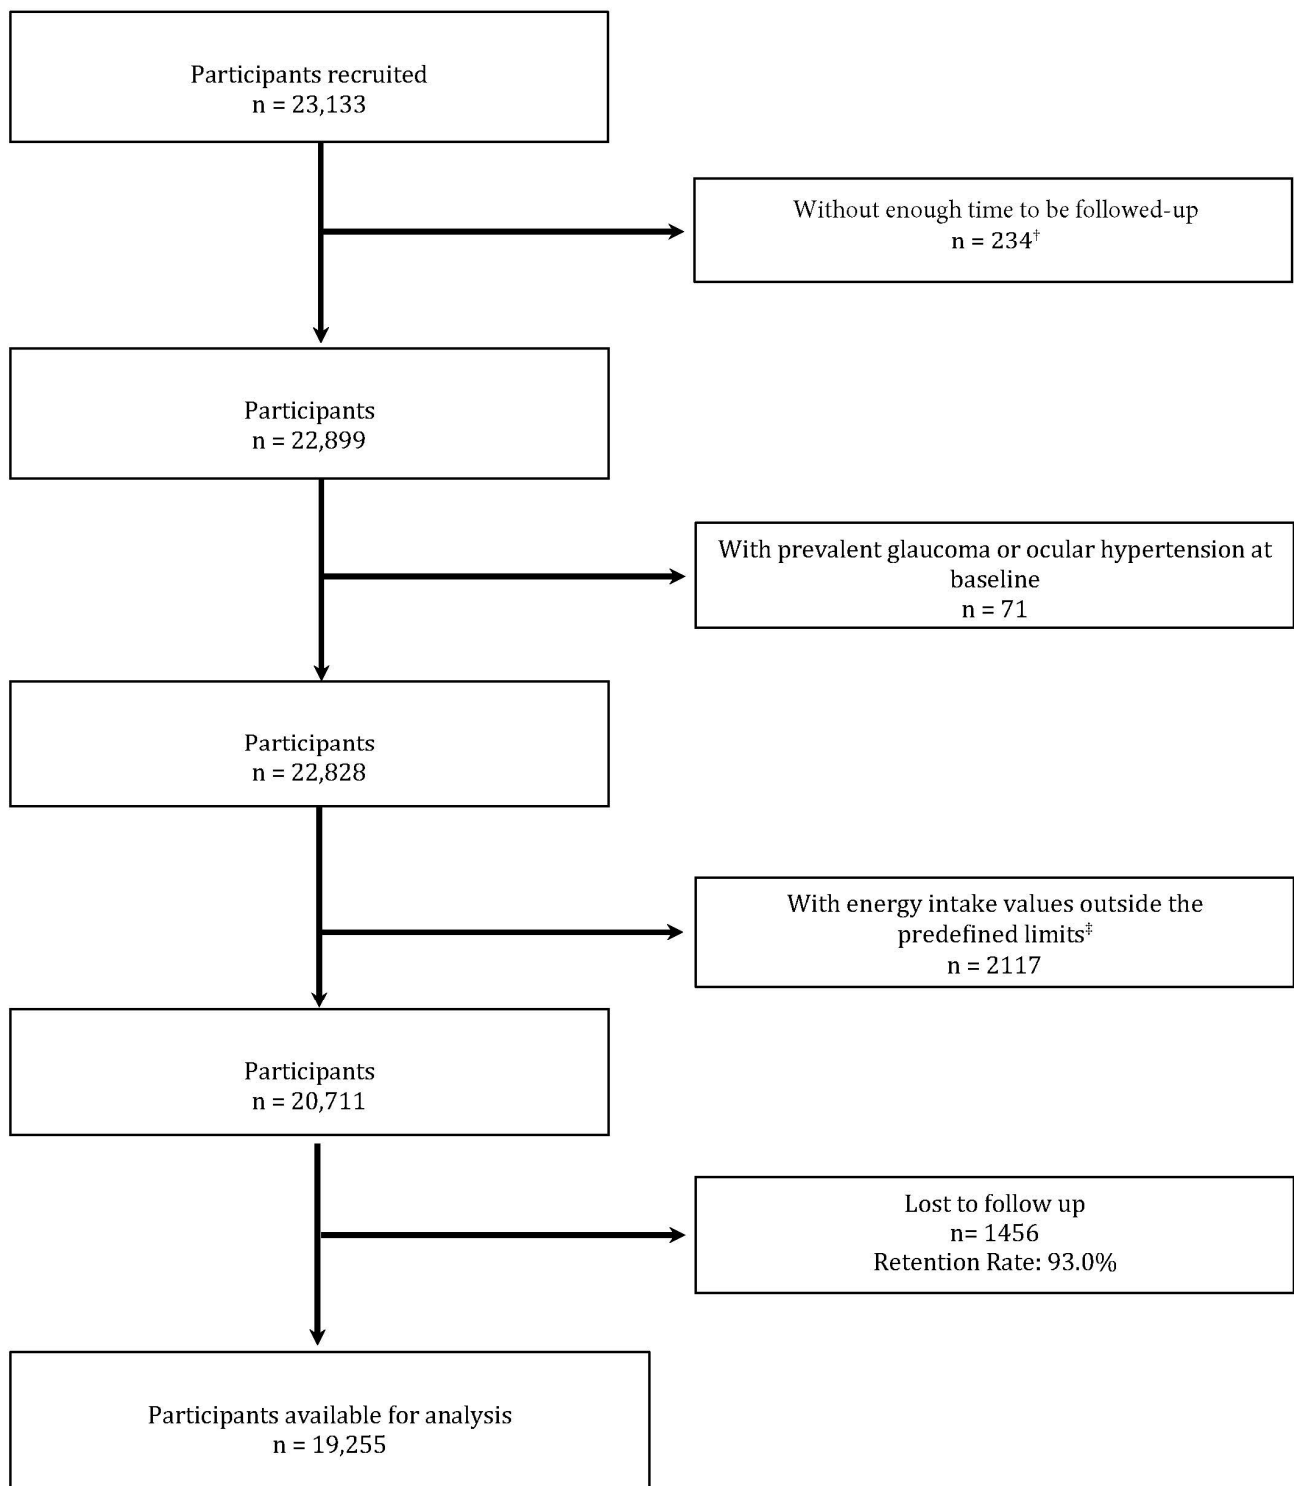 Participants recruited
n = 23,133
Without enough time to be followed-up
n = 234†
Participants
n = 22,899
With prevalent glaucoma or ocular hypertension at
baseline
n = 71
Participants
n = 22,828
With energy intake values outside the
predefined limits‡
n = 2117
Participants
n = 20,711
Lost to follow up
n= 1456
Retention Rate: 93.0%
Participants available for analysis
n = 19,255